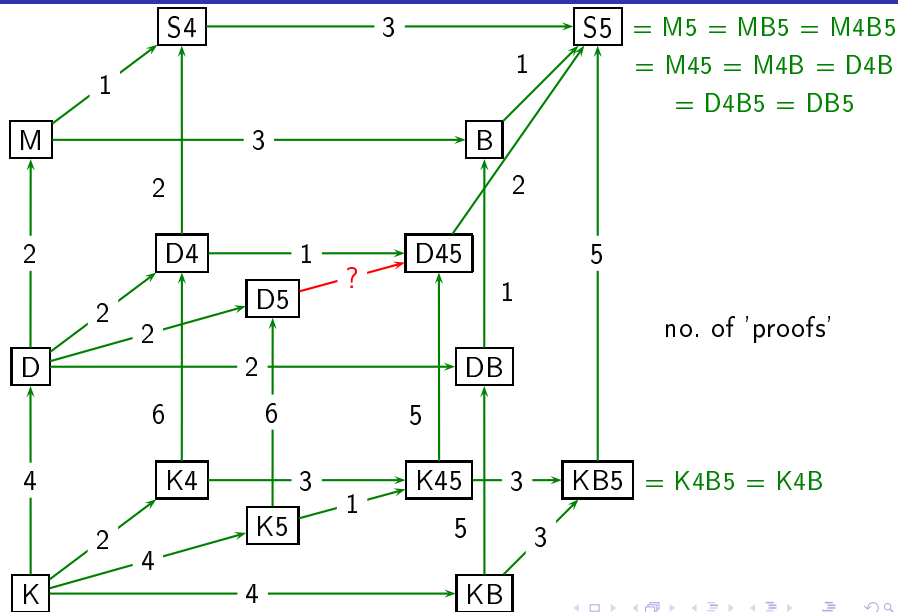 S4 3 S5 = M5 = MB5 = M4B5
1 1 = M45 = M4B = D4B
= D4B5 = DB5
M 3 B
2 2
2 D4 1 D45 5
? 
D5 1
2 2 no. of 'proofs'
D 2 DB
6 6 5
4 K4 3 K45 3 KB5 = K4B5 = K4B
1
K5
2 5 3
4
K 4 KB